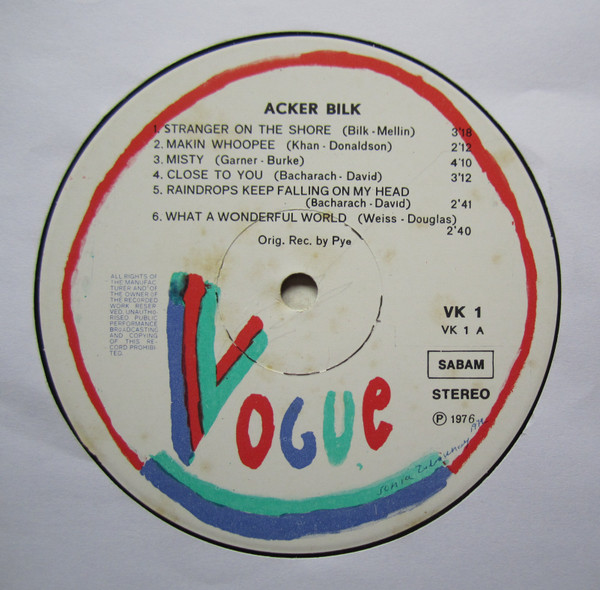 ACKER BILK
1. STRANGER ON THE SHORE (Bilk - Mellin) 3'18
2. MAKIN WHOOPEE (Khan - Donaldson) 2'12
3. MISTY (Garner - Burke) 4'10
4. CLOSE TO YOU (Bacharach - David) 3'12
5. RAINDROPS KEEP FALLING ON MY HEAD
(Bacharach - David) 2'41
6. WHAT A WONDERFUL WORLD (Weiss - Douglas)
2'40
Orig. Rec. by Pye
ALL RIGHTS OF
THE MANUFAC-
TURER AND OF
THE OWNER OF
THE RECORDED
WORK RESER-
VED. UNAUTHO-
RISED PUBLIC
PERFORMANCE
BROADCASTING
AND COPYING
OF THIS RE-
CORD PROHIBI-
TED.
VK 1
VK 1 A
SABAM
STEREO
Ⓟ 1976
VOGUE